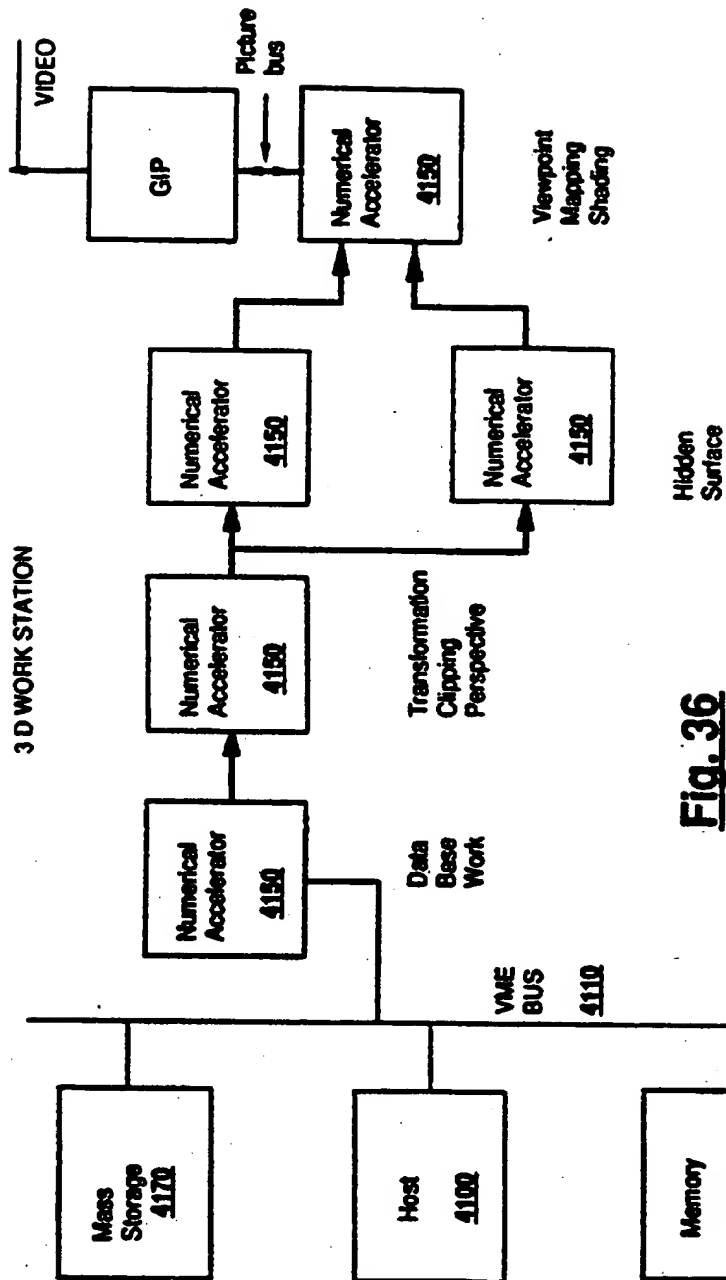 3 D WORK STATION
Mass
Storage
4170
Host
4100
Memory
VME
BUS
4110
Numerical
Accelerator
4150
Data
Base
Work
Numerical
Accelerator
4150
Transformation
Clipping
Perspective
Numerical
Accelerator
4150
Numerical
Accelerator
4150
Hidden
Surface
VIDEO
GIP
Picture
bus
Numerical
Accelerator
4150
Viewpoint
Mapping
Shading
Fig. 36